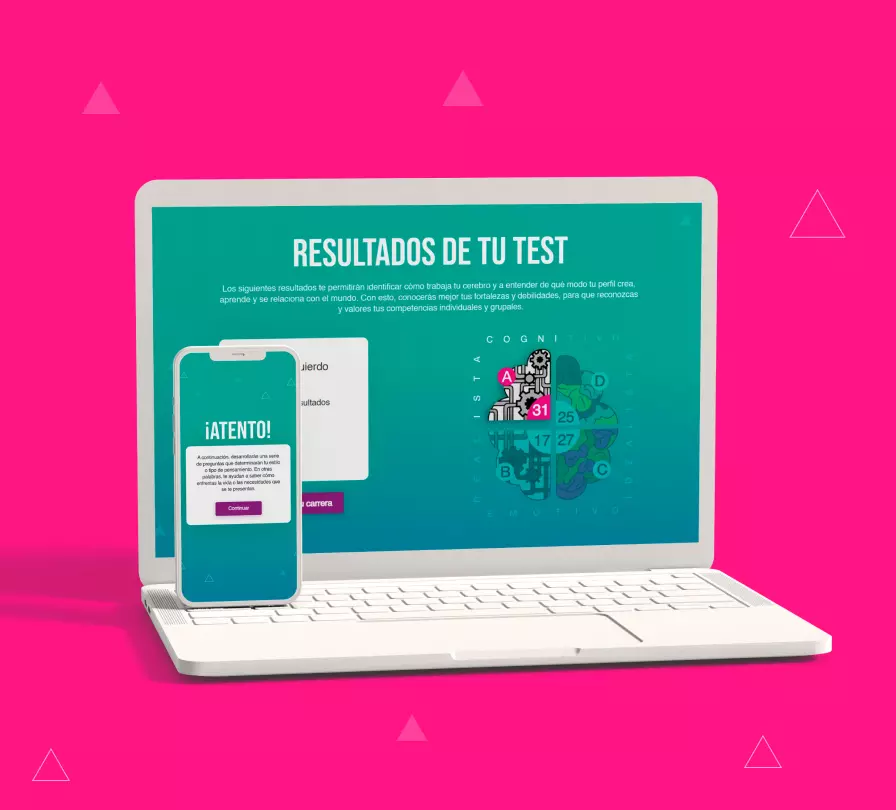 RESULTADOS DE TU TEST
Los siguientes resultados te permitirán identificar cómo trabaja tu cerebro y a entender de qué modo tu perfil crea,
aprende y se relaciona con el mundo. Con esto, conocerás mejor tus fortalezas y debilidades, para que reconozcas
y valores tus competencias individuales y grupales.
uierdo
sultados
u carrera
COGNITIVO
A
D
31
25
17
27
B
C
EMOTIVO
¡ATENTO!
A continuación, desarrollarás una serie
de preguntas que determinarán tu estilo
o tipo de pensamiento. En otras
palabras, te ayudan a saber cómo
enfrentas la vida o las necesidades que
se te presentan.
Continuar